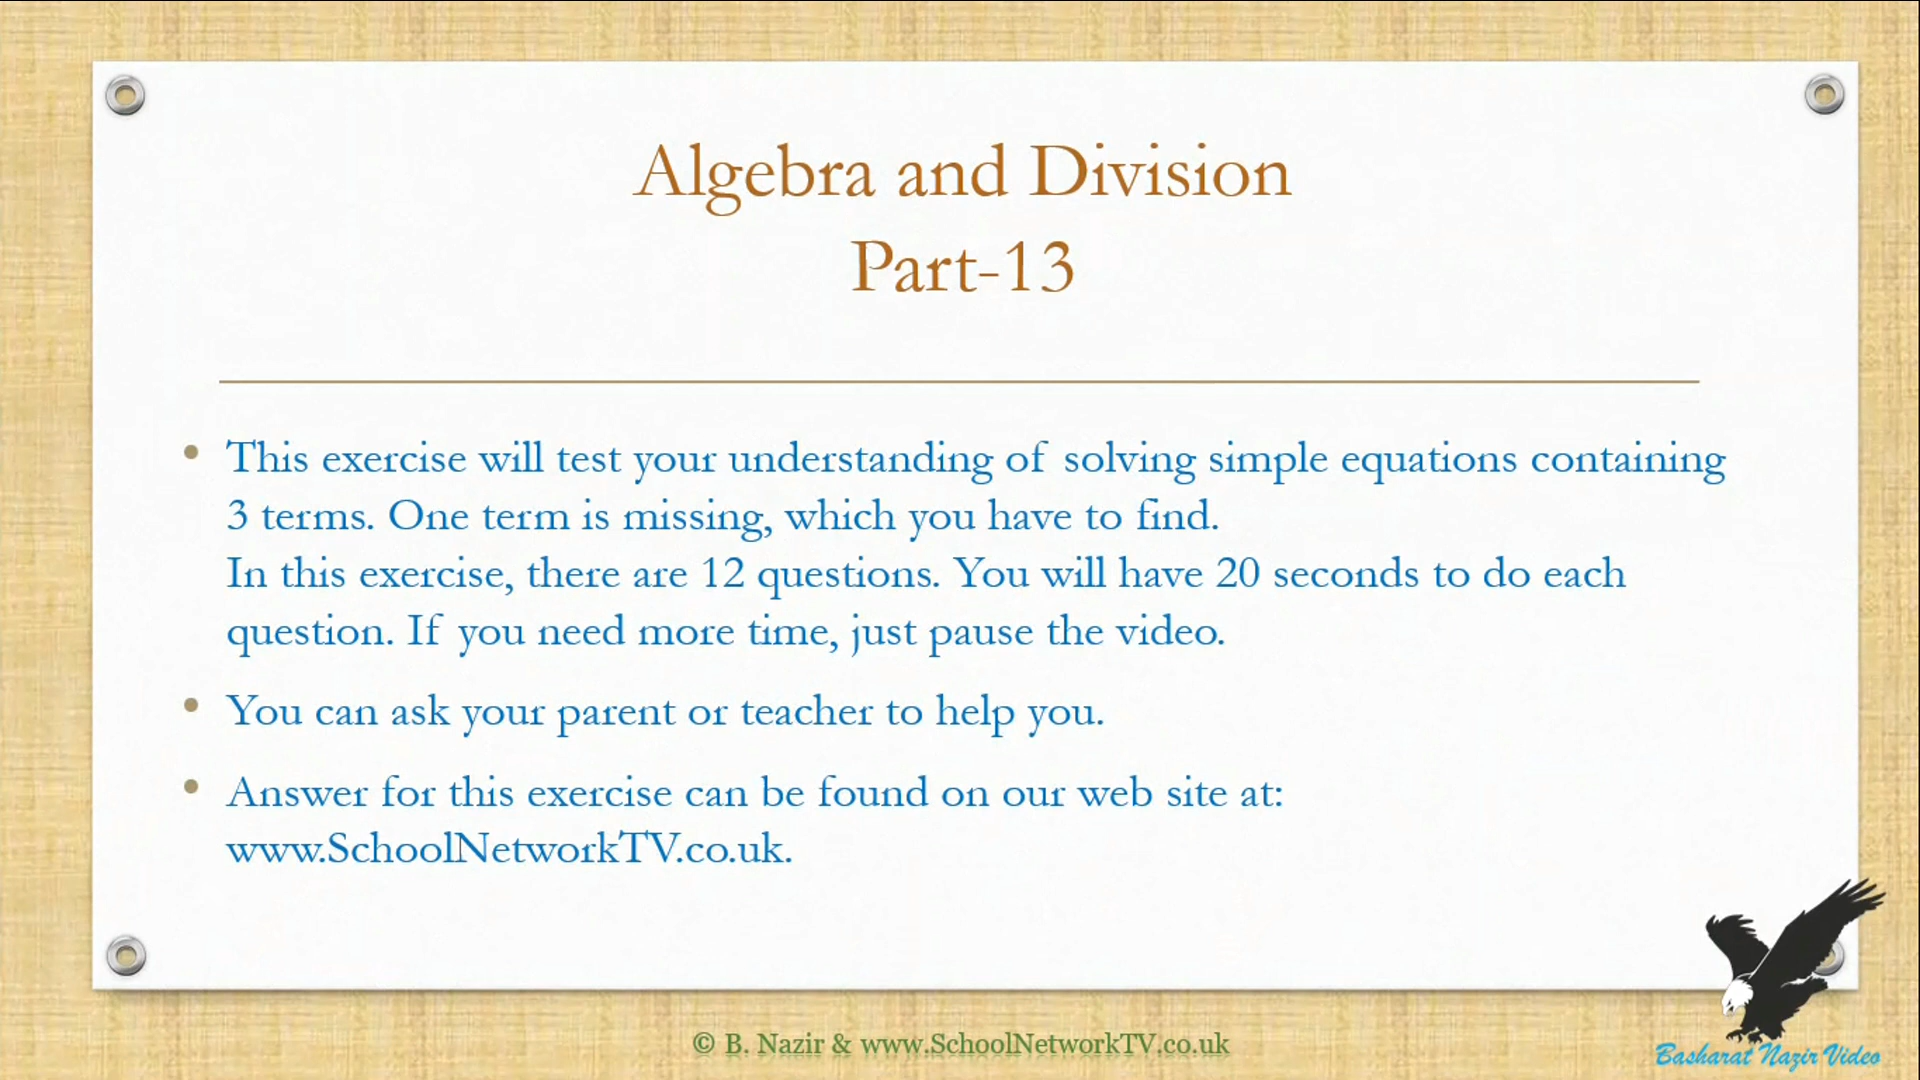 Algebra and Division
Part-13
• This exercise will test your understanding of solving simple equations containing
3 terms. One term is missing, which you have to find.
In this exercise, there are 12 questions. You will have 20 seconds to do each
question. If you need more time, just pause the video.
• You can ask your parent or teacher to help you.
• Answer for this exercise can be found on our web site at:
www.SchoolNetworkTV.co.uk.
© B. Nazir & www.SchoolNetworkTV.co.uk
Basharat Nazir Video